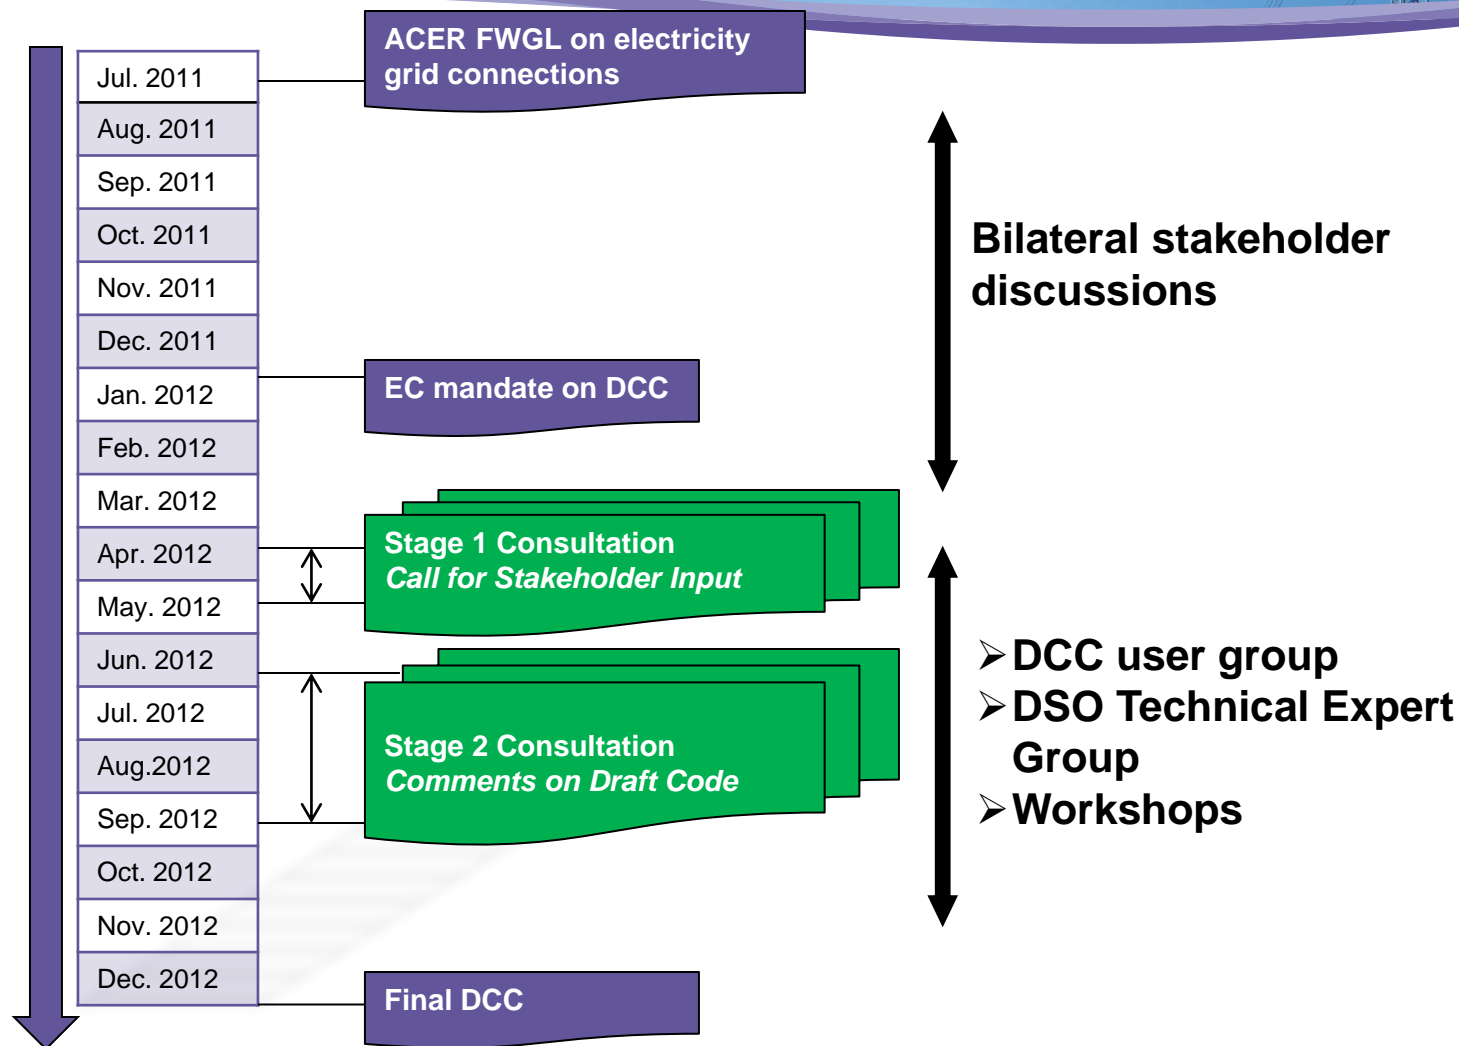 Jul. 2011
Aug. 2011
Sep. 2011
Oct. 2011
Nov. 2011
Dec. 2011
Jan. 2012
Feb. 2012
Mar. 2012
Apr. 2012
May. 2012
Jun. 2012
Jul. 2012
Aug.2012
Sep. 2012
Oct. 2012
Nov. 2012
Dec. 2012
ACER FWGL on electricity
grid connections
EC mandate on DCC
Stage 1 Consultation
Call for Stakeholder Input
Stage 2 Consultation
Comments on Draft Code
Final DCC
Bilateral stakeholder
discussions
➢DCC user group
➢DSO Technical Expert
Group
➢Workshops